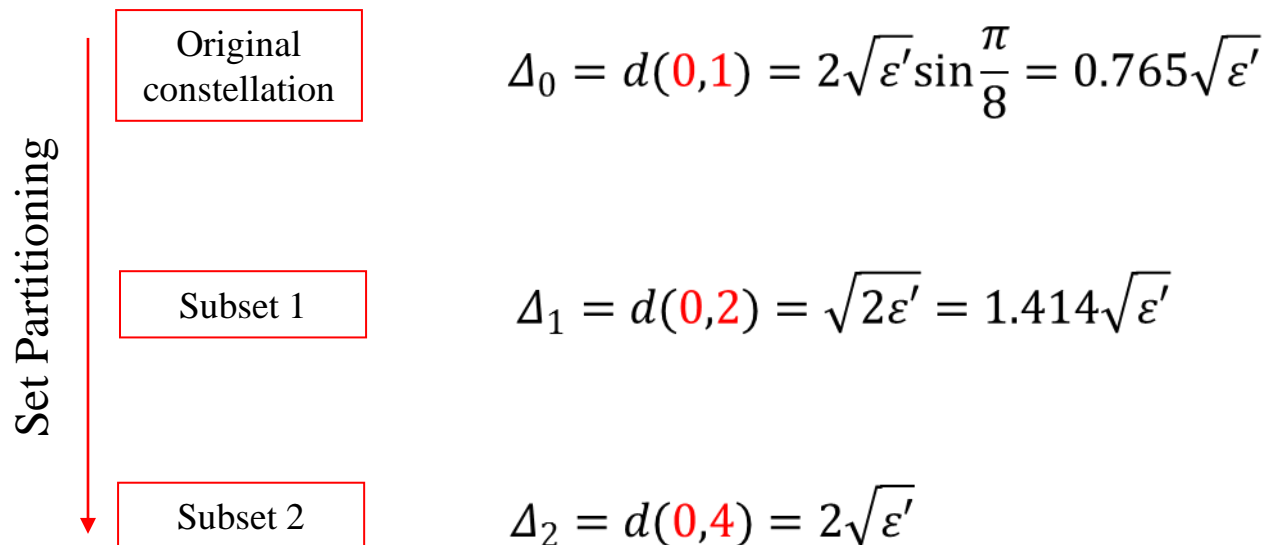 Set Partitioning
Original
constellation
Δ₀ = d(0,1) = 2√ε′ sin π/8 = 0.765√ε′
Subset 1
Δ₁ = d(0,2) = √2ε′ = 1.414√ε′
Subset 2
Δ₂ = d(0,4) = 2√ε′